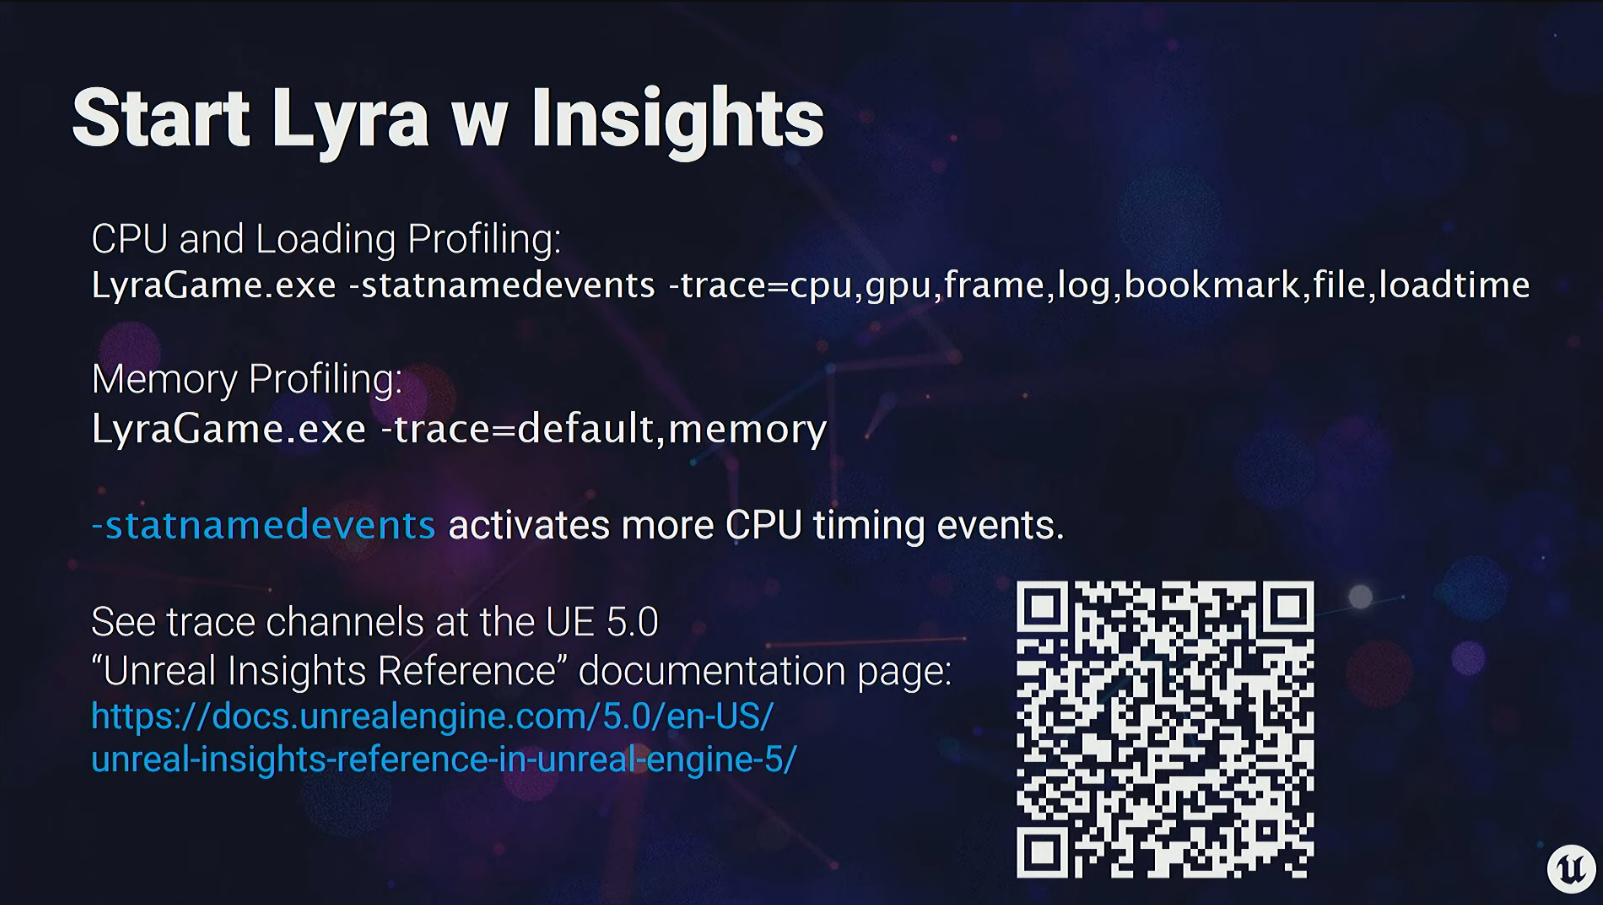 Start Lyra w Insights
CPU and Loading Profiling:
LyraGame.exe -statnamedevents -trace=cpu,gpu,frame,log,bookmark,file,loadtime
Memory Profiling:
LyraGame.exe -trace=default,memory
-statnamedevents activates more CPU timing events.
See trace channels at the UE 5.0
“Unreal Insights Reference” documentation page:
https://docs.unrealengine.com/5.0/en-US/
unreal-insights-reference-in-unreal-engine-5/